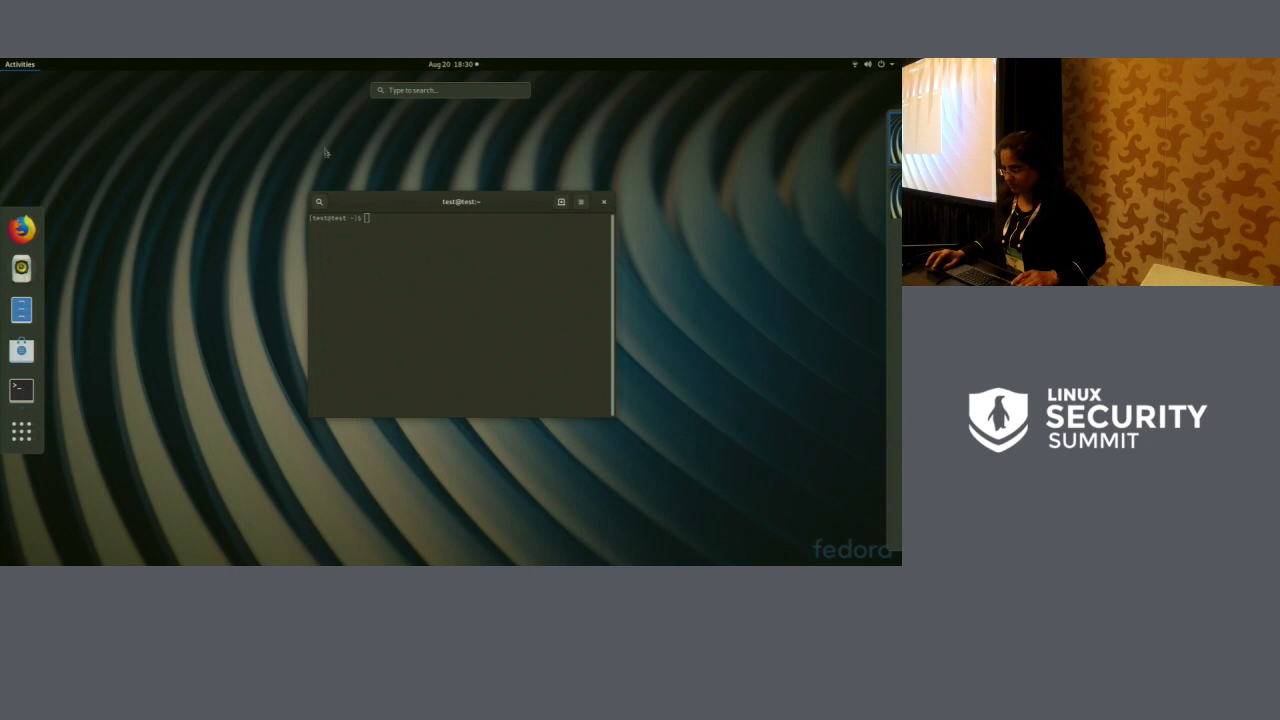 Activities
Aug 20 18:30
Type to search...
test@test:~
[test@test ~]$
fedora
LINUX
SECURITY
SUMMIT